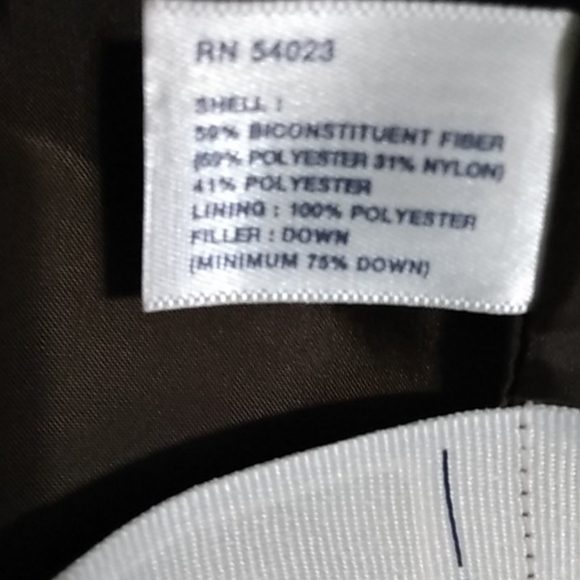 RN 54023
SHELL :
59% BICONSTITUENT FIBER
(69% POLYESTER 31% NYLON)
41% POLYESTER
LINING : 100% POLYESTER
FILLER : DOWN
(MINIMUM 75% DOWN)